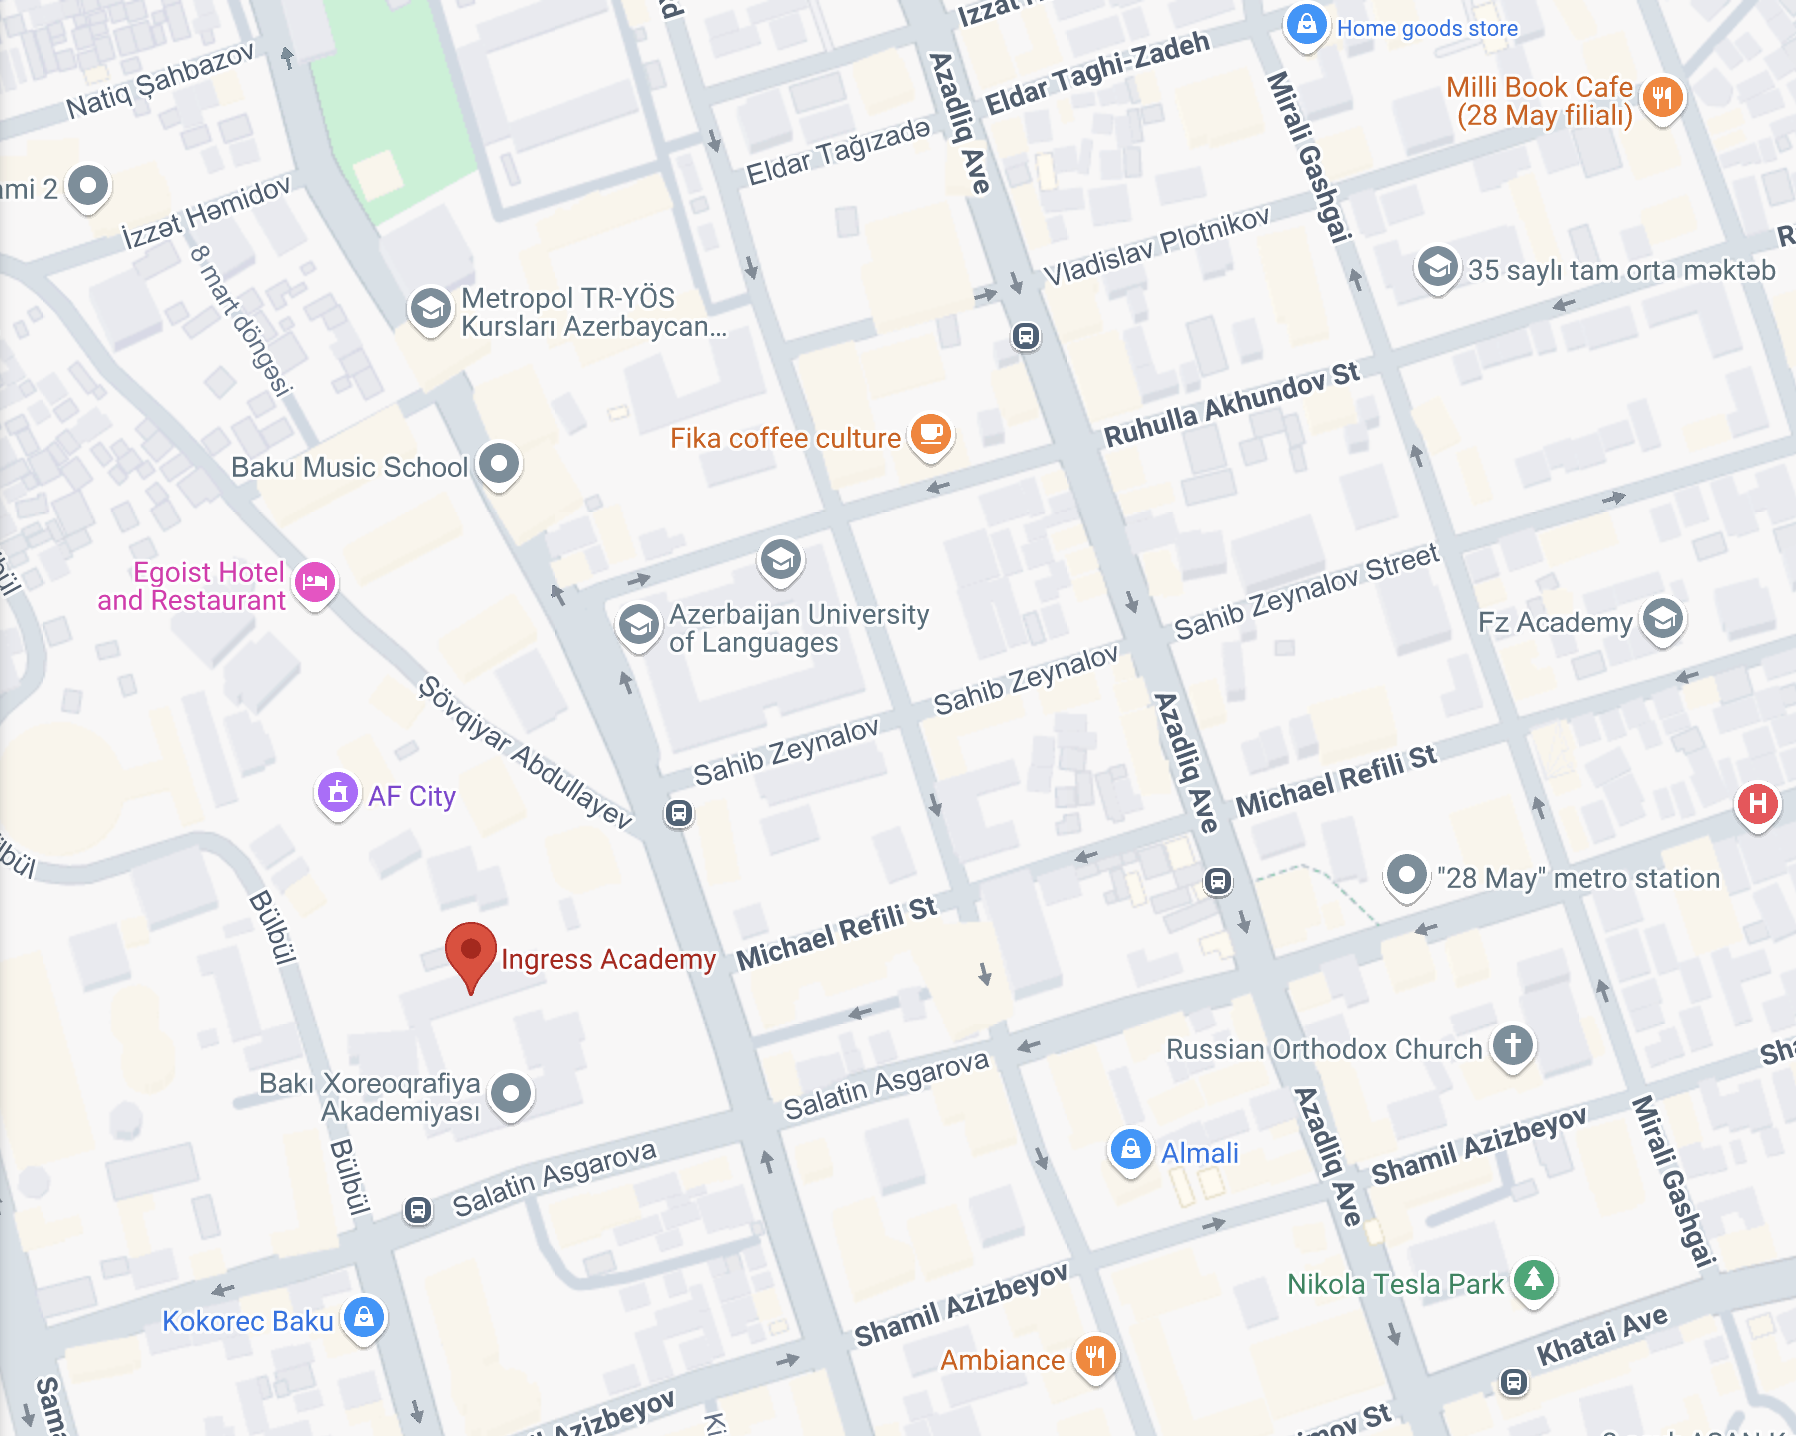 Izzat
Home goods store
Eldar Taghi-Zadeh
Natiq Şahbazov
Azadliq Ave
Mirali Gashgai
Milli Book Cafe
(28 May filialı)
Eldar Tağızadə
ami 2
İzzət Həmidov
Vladislav Plotnikov
8 mart döngəsi
35 saylı tam orta məktəb
Metropol TR-YÖS
Kursları Azerbaycan...
Ruhulla Akhundov St
Fika coffee culture
Baku Music School
Egoist Hotel
and Restaurant
Sahib Zeynalov Street
Azerbaijan University
of Languages
Fz Academy
Sahib Zeynalov
Şövqiyar Abdullayev
Sahib Zeynalov
Azadliq Ave
Michael Refili St
AF City
H
"28 May" metro station
Bülbül
Michael Refili St
Ingress Academy
Russian Orthodox Church
Salatin Asgarova
Bakı Xoreoqrafiya
Akademiyası
Shamil Azizbeyov
Azadliq Ave
Mirali Gashgai
Almali
Bülbül
Salatin Asgarova
Nikola Tesla Park
Shamil Azizbeyov
Kokorec Baku
Khatai Ave
Ambiance
Azizbeyov